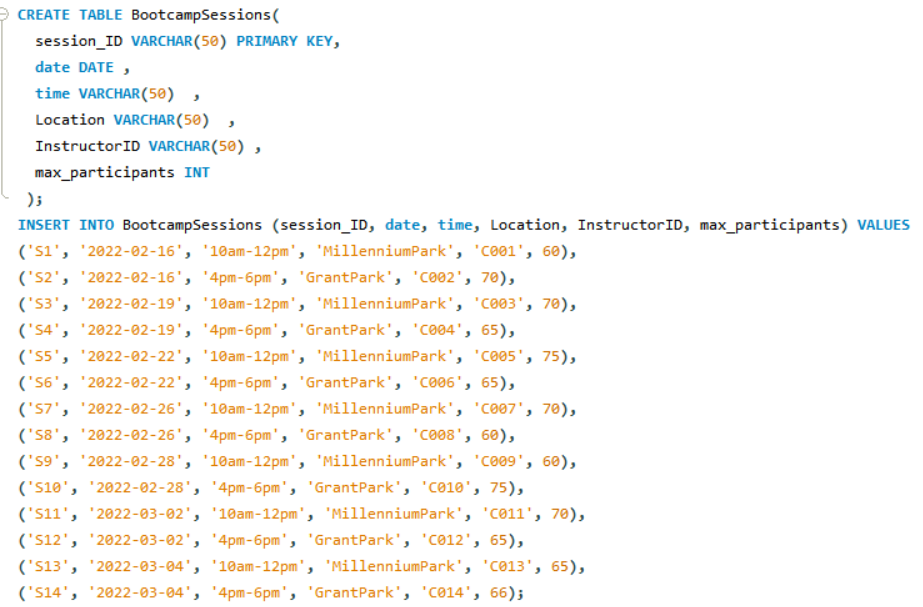 CREATE TABLE BootcampSessions(
session_ID VARCHAR(50) PRIMARY KEY,
date DATE ,
time VARCHAR(50)  ,
Location VARCHAR(50)  ,
InstructorID VARCHAR(50) ,
max_participants INT
);
INSERT INTO BootcampSessions (session_ID, date, time, Location, InstructorID, max_participants) VALUES
('S1', '2022-02-16', '10am-12pm', 'MillenniumPark', 'C001', 60),
('S2', '2022-02-16', '4pm-6pm', 'GrantPark', 'C002', 70),
('S3', '2022-02-19', '10am-12pm', 'MillenniumPark', 'C003', 70),
('S4', '2022-02-19', '4pm-6pm', 'GrantPark', 'C004', 65),
('S5', '2022-02-22', '10am-12pm', 'MillenniumPark', 'C005', 75),
('S6', '2022-02-22', '4pm-6pm', 'GrantPark', 'C006', 65),
('S7', '2022-02-26', '10am-12pm', 'MillenniumPark', 'C007', 70),
('S8', '2022-02-26', '4pm-6pm', 'GrantPark', 'C008', 60),
('S9', '2022-02-28', '10am-12pm', 'MillenniumPark', 'C009', 60),
('S10', '2022-02-28', '4pm-6pm', 'GrantPark', 'C010', 75),
('S11', '2022-03-02', '10am-12pm', 'MillenniumPark', 'C011', 70),
('S12', '2022-03-02', '4pm-6pm', 'GrantPark', 'C012', 65),
('S13', '2022-03-04', '10am-12pm', 'MillenniumPark', 'C013', 65),
('S14', '2022-03-04', '4pm-6pm', 'GrantPark', 'C014', 66);